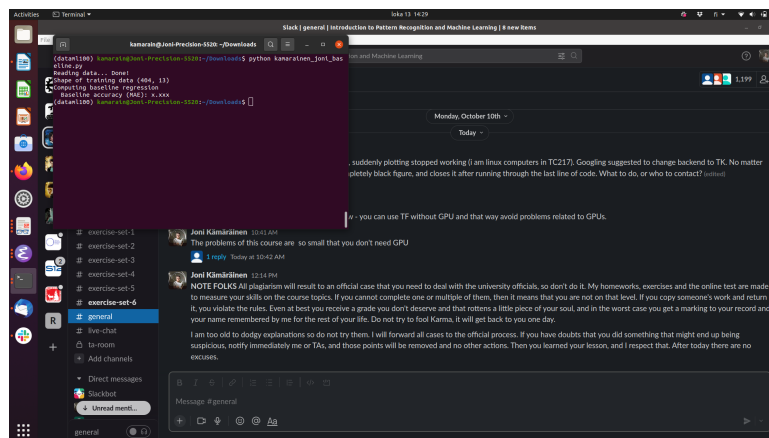 Activities
Terminal
loka 13 14:29
fi
Slack | general | Introduction to Pattern Recognition and Machine Learning | 8 new items
File
kamarain@Joni-Precision-5520: ~/Downloads
on and Machine Learning
(dataml100) kamarain@Joni-Precision-5520:~/Downloads$ python kamarainen_joni_bas
eline.py
Reading data... Done!
Shape of training data (404, 13)
Computing baseline regression
Baseline accuracy (MAE): x.xxx
(dataml100) kamarain@Joni-Precision-5520:~/Downloads$
1,199
Monday, October 10th
Today
, suddenly plotting stopped working (i am linux computers in TC217). Googling suggested to change backend to TK. No matter
pletely black figure, and closes it after running through the last line of code. What to do, or who to contact? (edited)
w - you can use TF without GPU and that way avoid problems related to GPUs.
# exercise-set-1
# exercise-set-2
# exercise-set-3
# exercise-set-4
# exercise-set-5
# exercise-set-6
# general
# live-chat
ta-room
+ Add channels
Direct messages
Slackbot
↓ Unread menti...
general
2
R
Joni Kämäräinen 10:41 AM
The problems of this course are so small that you don't need GPU
1 reply Today at 10:42 AM
Joni Kämäräinen 12:14 PM
NOTE FOLKS All plagiarism will result to an official case that you need to deal with the university officials, so don't do it. My homeworks, exercises and the online test are made
to measure your skills on the course topics. If you cannot complete one or multiple of them, then it means that you are not on that level. If you copy someone's work and return
it, you violate the rules. Even at best you receive a grade you don't deserve and that rottens a little piece of your soul, and in the worst case you get a marking to your record and
your name remembered by me for the rest of your life. Do not try to fool Karma, it will get back to you one day.
I am too old to dodgy explanations so do not try them. I will forward all cases to the official process. If you have doubts that you did something that might end up being
suspicious, notify immediately me or TAs, and those points will be removed and no other actions. Then you learned your lesson, and I respect that. After today there are no
excuses.
Message #general
Aa